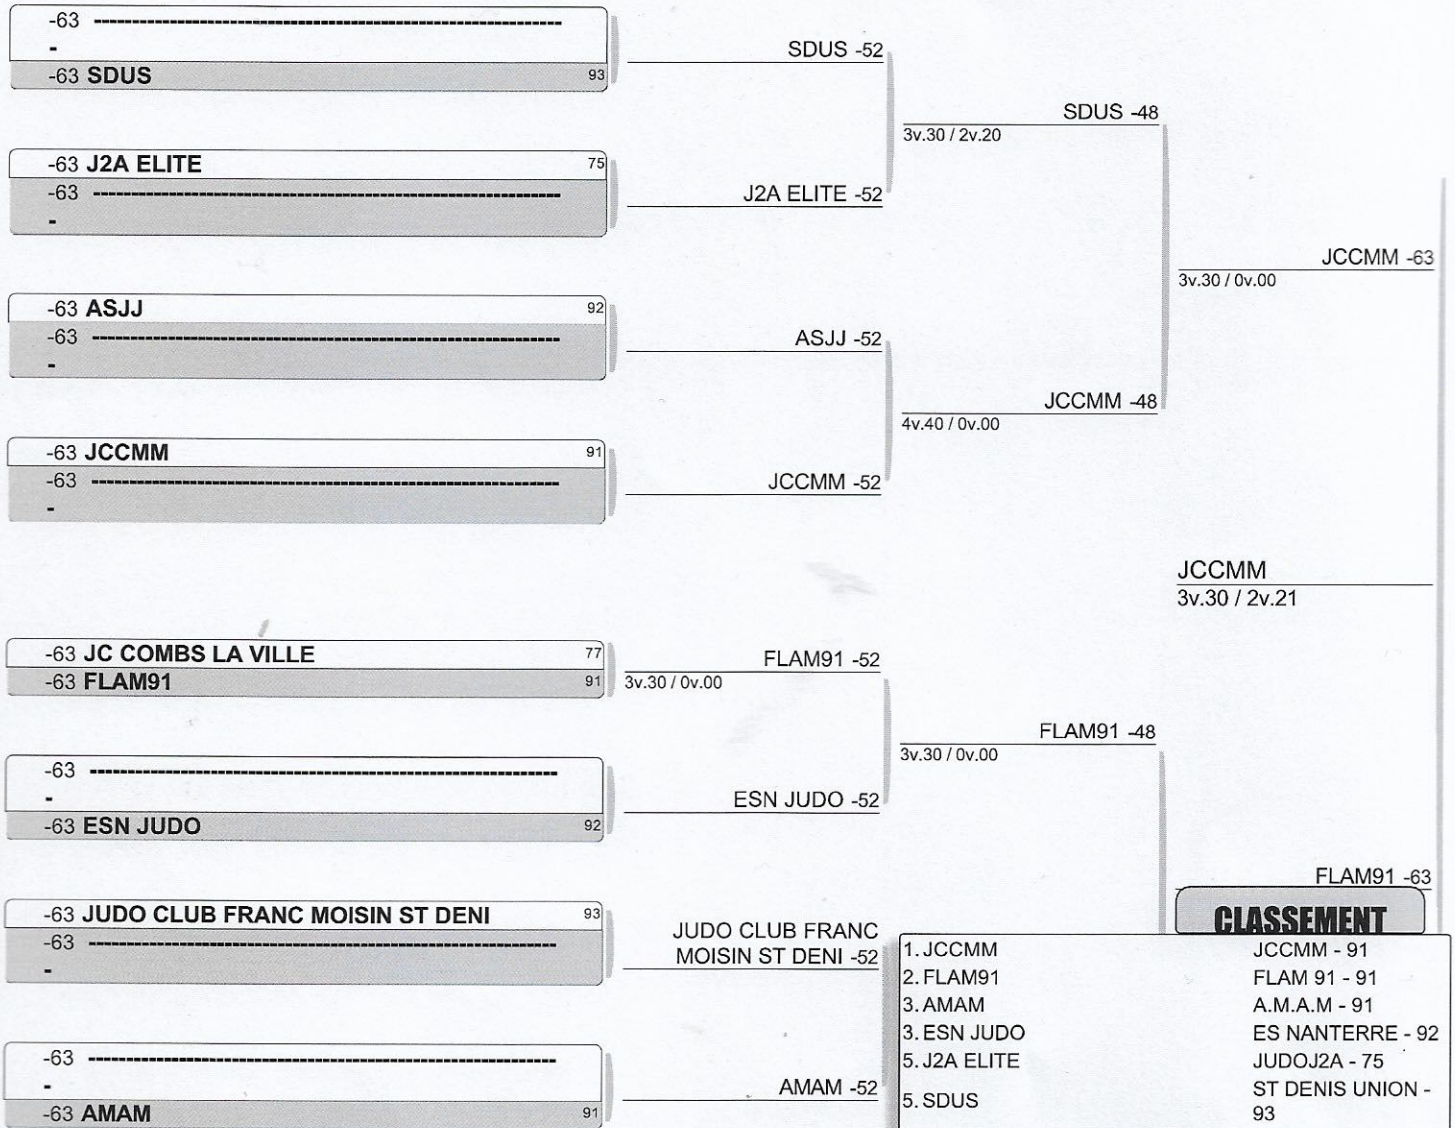 -63 ------------------------------------------------------------
-
-63 SDUS 93
-63 J2A ELITE 75
-63 ------------------------------------------------------------
-
-63 ASJJ 92
-63 ------------------------------------------------------------
-
-63 JCCMM 91
-63 ------------------------------------------------------------
-
-63 JC COMBS LA VILLE 77
-63 FLAM91 91
-63 ------------------------------------------------------------
-
-63 ESN JUDO 92
-63 JUDO CLUB FRANC MOISIN ST DENI 93
-63 ------------------------------------------------------------
-
-63 ------------------------------------------------------------
-
-63 AMAM 91
SDUS -52
J2A ELITE -52
ASJJ -52
JCCMM -52
FLAM91 -52
3v.30 / 0v.00
ESN JUDO -52
JUDO CLUB FRANC
MOISIN ST DENI -52
AMAM -52
SDUS -48
3v.30 / 2v.20
JCCMM -48
4v.40 / 0v.00
FLAM91 -48
3v.30 / 0v.00
JCCMM -63
3v.30 / 0v.00
JCCMM
3v.30 / 2v.21
FLAM91 -63
CLASSEMENT
1. JCCMM JCCMM - 91
2. FLAM91 FLAM 91 - 91
3. AMAM A.M.A.M - 91
3. ESN JUDO ES NANTERRE - 92
5. J2A ELITE JUDOJ2A - 75
5. SDUS ST DENIS UNION -
93